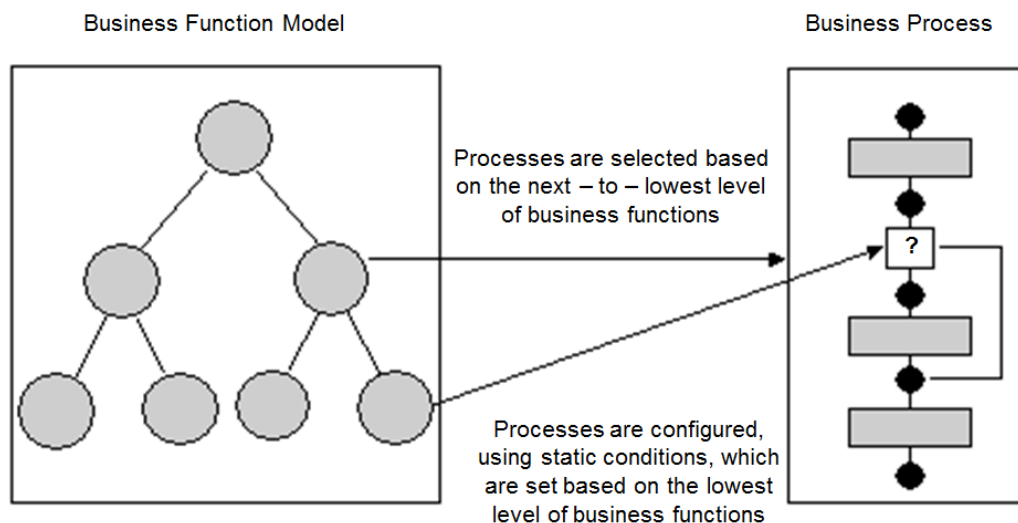 Business Function Model
Business Process
Processes are selected based
on the next – to – lowest level
of business functions
?
Processes are configured,
using static conditions, which
are set based on the lowest
level of business functions